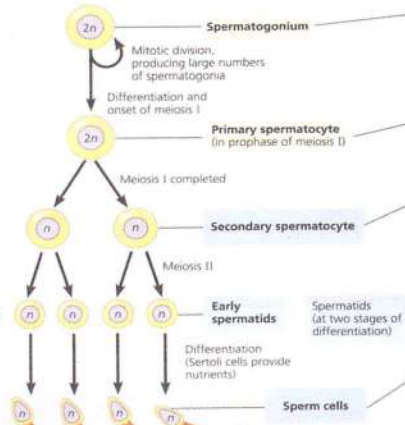 2n
Spermatogonium
Mitotic division,
producing large numbers
of spermatogonia
Differentiation and
onset of meiosis I
2n
Primary spermatocyte
(in prophase of meiosis I)
Meiosis I completed
n
n
Secondary spermatocyte
Meiosis II
n
n
n
n
Early
spermatids
Spermatids
(at two stages of
differentiation)
Differentiation
(Sertoli cells provide
nutrients)
n
n
n
n
Sperm cells